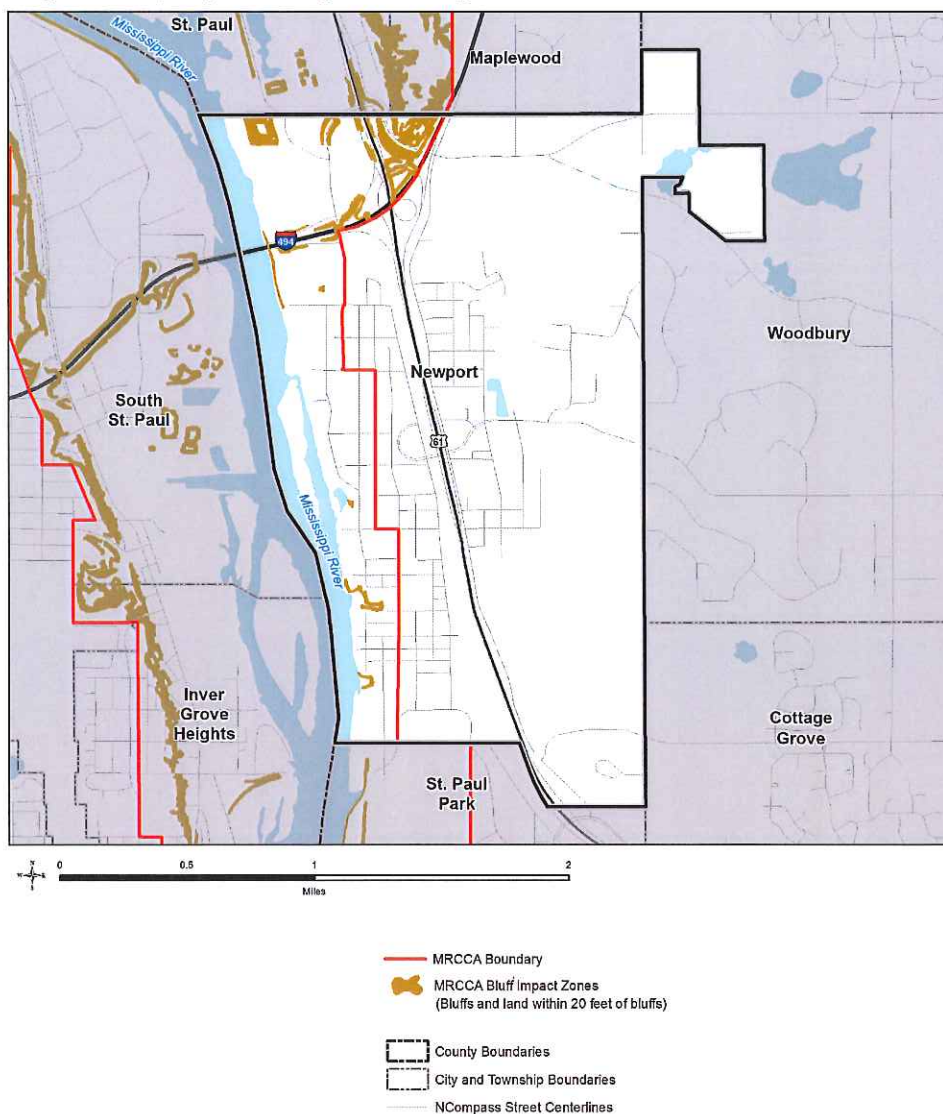 St. Paul
Mississippi River
Maplewood
494
Woodbury
Newport
South
St. Paul
61
Mississippi River
Inver
Grove
Heights
Cottage
Grove
St. Paul
Park
N
W
E
S
0
0.5
1
2
Miles
MRCCA Boundary
MRCCA Bluff Impact Zones
(Bluffs and land within 20 feet of bluffs)
County Boundaries
City and Township Boundaries
NCompass Street Centerlines